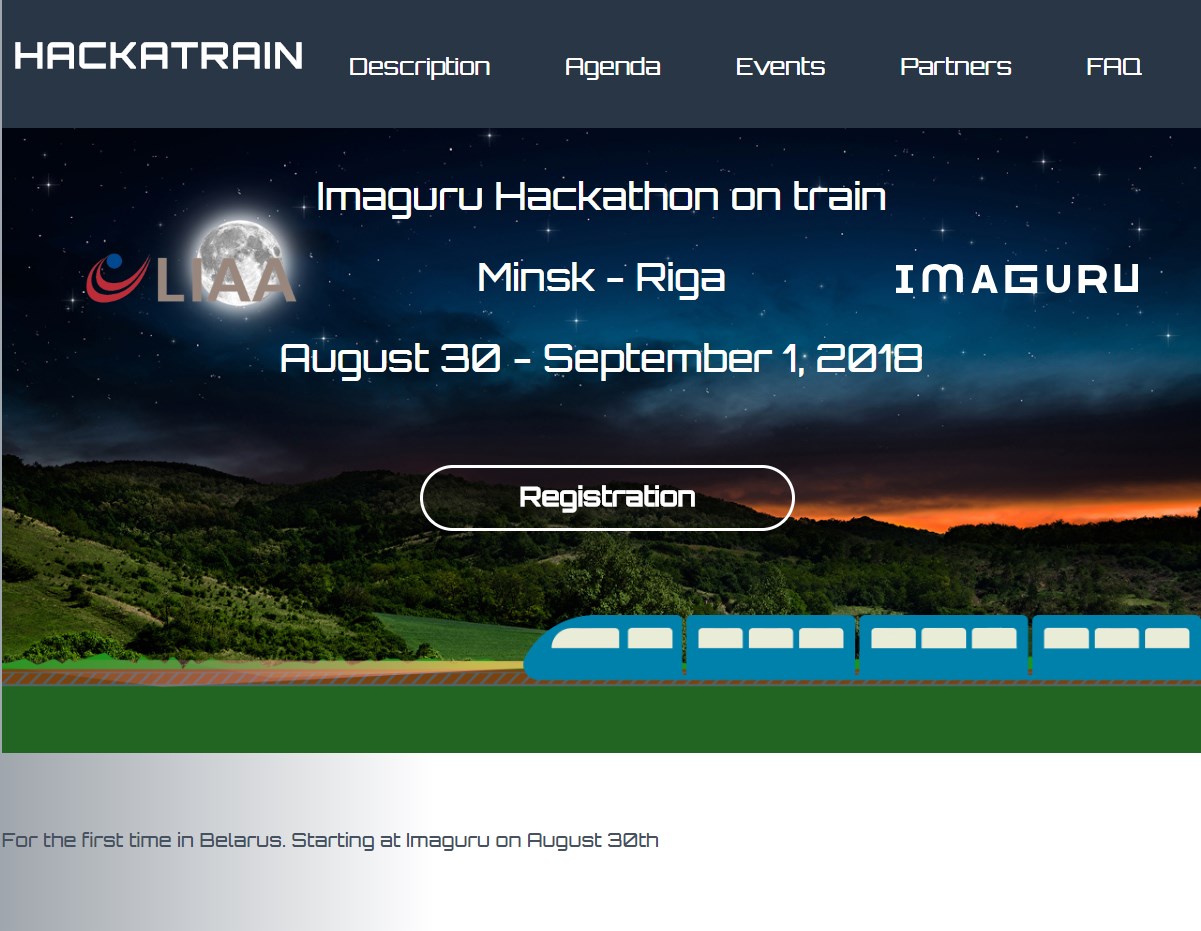 HACKATRAIN
Description Agenda Events Partners FAQ
Imaguru Hackathon on train
LIAA
Minsk - Riga
IMAGURU
August 30 - September 1, 2018
Registration
For the first time in Belarus. Starting at Imaguru on August 30th